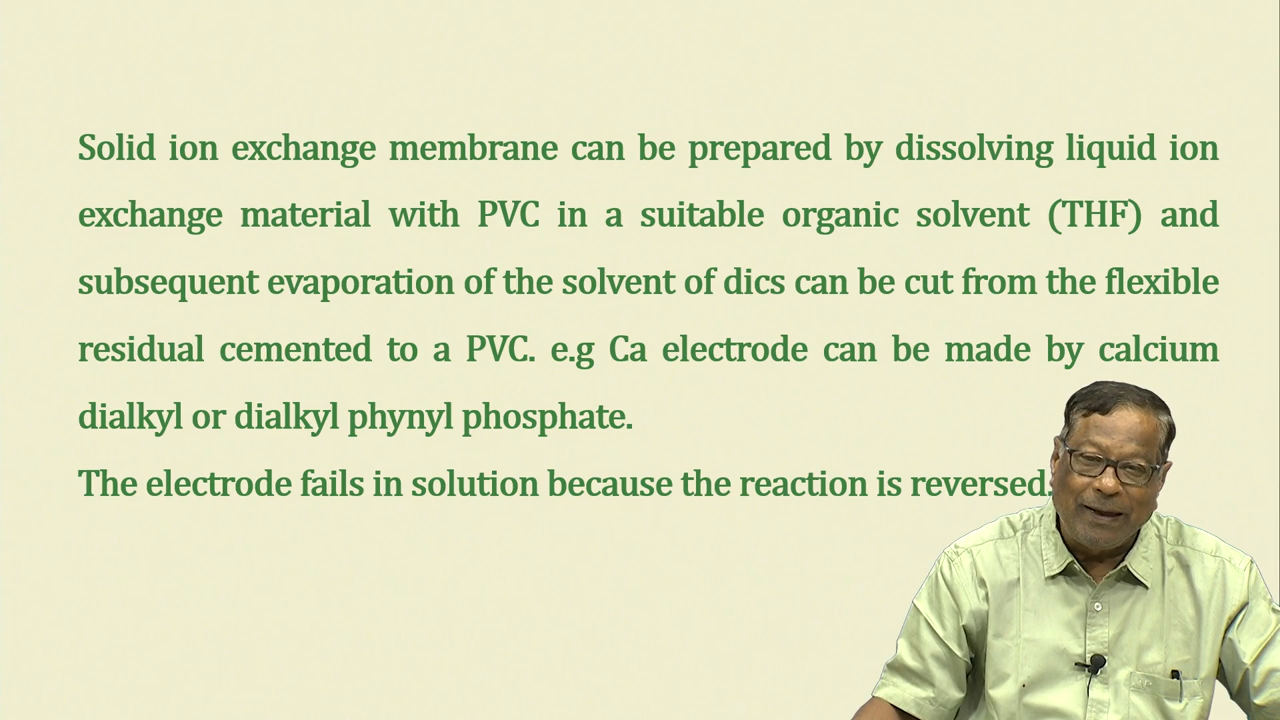 Solid ion exchange membrane can be prepared by dissolving liquid ion
exchange material with PVC in a suitable organic solvent (THF) and
subsequent evaporation of the solvent of dics can be cut from the flexible
residual cemented to a PVC. e.g Ca electrode can be made by calcium
dialkyl or dialkyl phynyl phosphate.
The electrode fails in solution because the reaction is reversed.